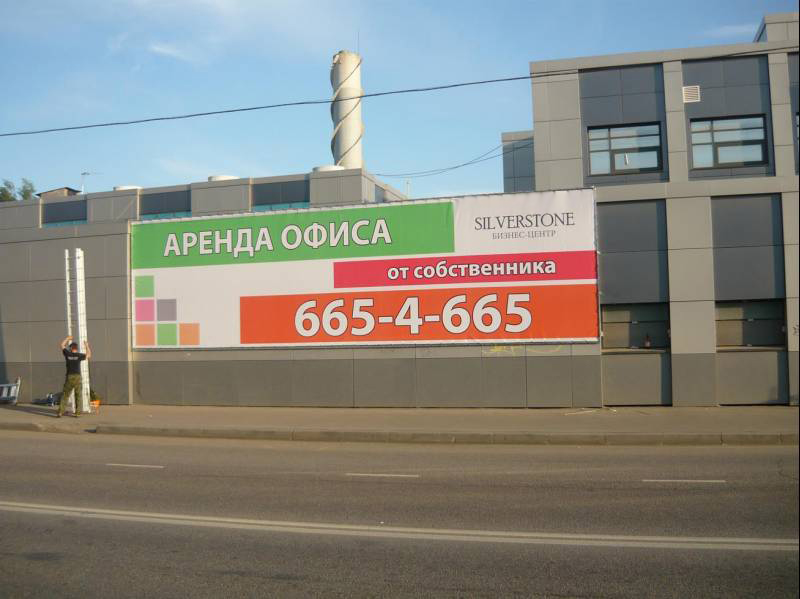 АРЕНДА ОФИСА
SILVERSTONE
БИЗНЕС-ЦЕНТР
от собственника
665-4-665